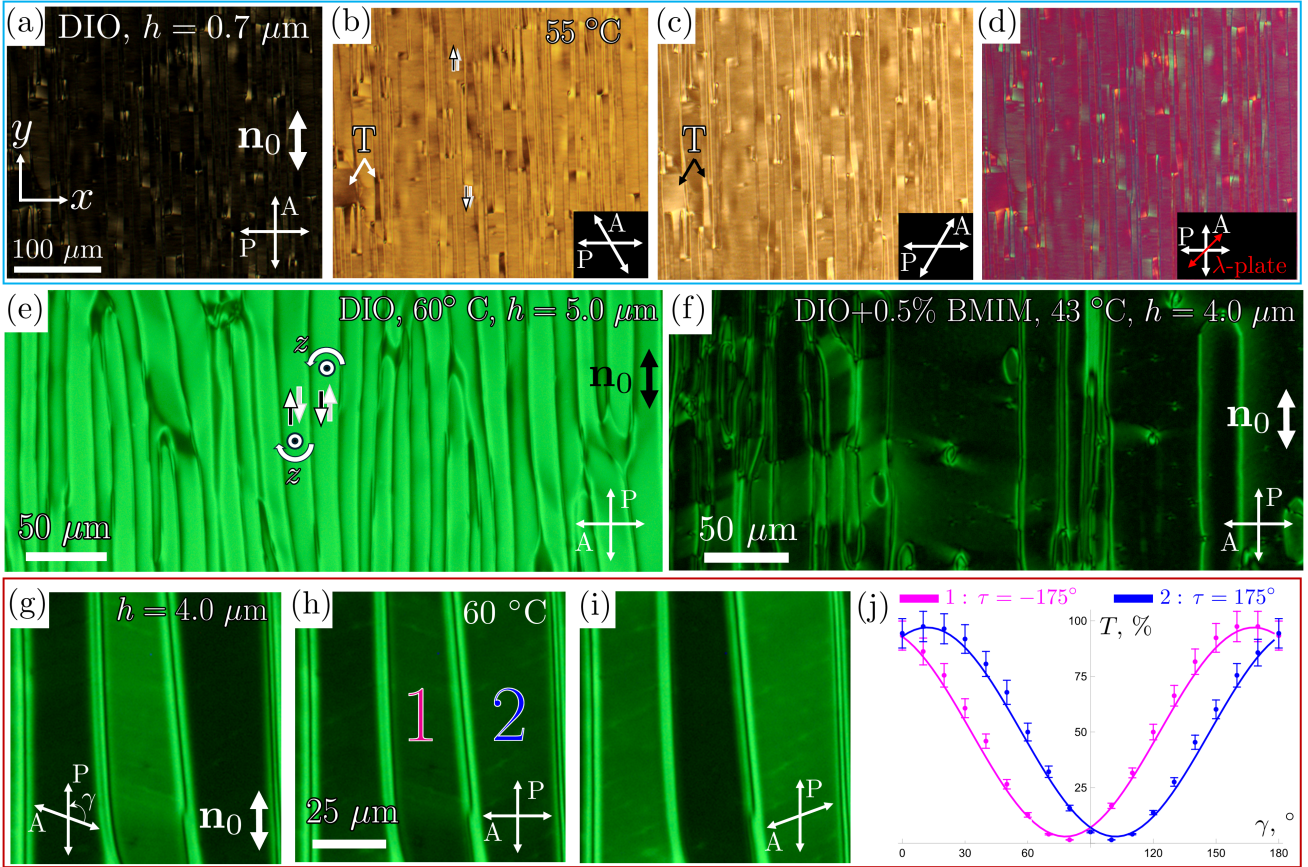 (a) DIO, h = 0.7 μm
y
x
n₀
A
P
100 μm
(b)
55 °C
T
A
P
(c)
T
A
P
(d)
P
A
λ-plate
(e)
DIO, 60° C, h = 5.0 μm
z
z
n₀
P
A
50 μm
(f)
DIO+0.5% BMIM, 43 °C, h = 4.0 μm
n₀
P
A
50 μm
(g)
h = 4.0 μm
P
γ
A
n₀
(h)
60 °C
1
2
25 μm
P
A
(i)
P
A
(j)
1 : τ = −175°
2 : τ = 175°
T, %
100
75
50
25
0
30
60
90
120
150
180
γ, °